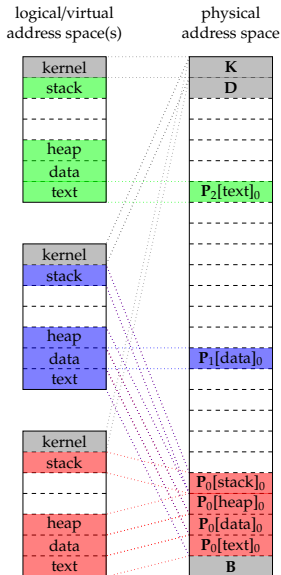 logical/virtual
address space(s)
kernel
stack
heap
data
text
kernel
stack
heap
data
text
kernel
stack
heap
data
text
physical
address space
K
D
P₂[text]₀
P₁[data]₀
P₀[stack]₀
P₀[heap]₀
P₀[data]₀
P₀[text]₀
B